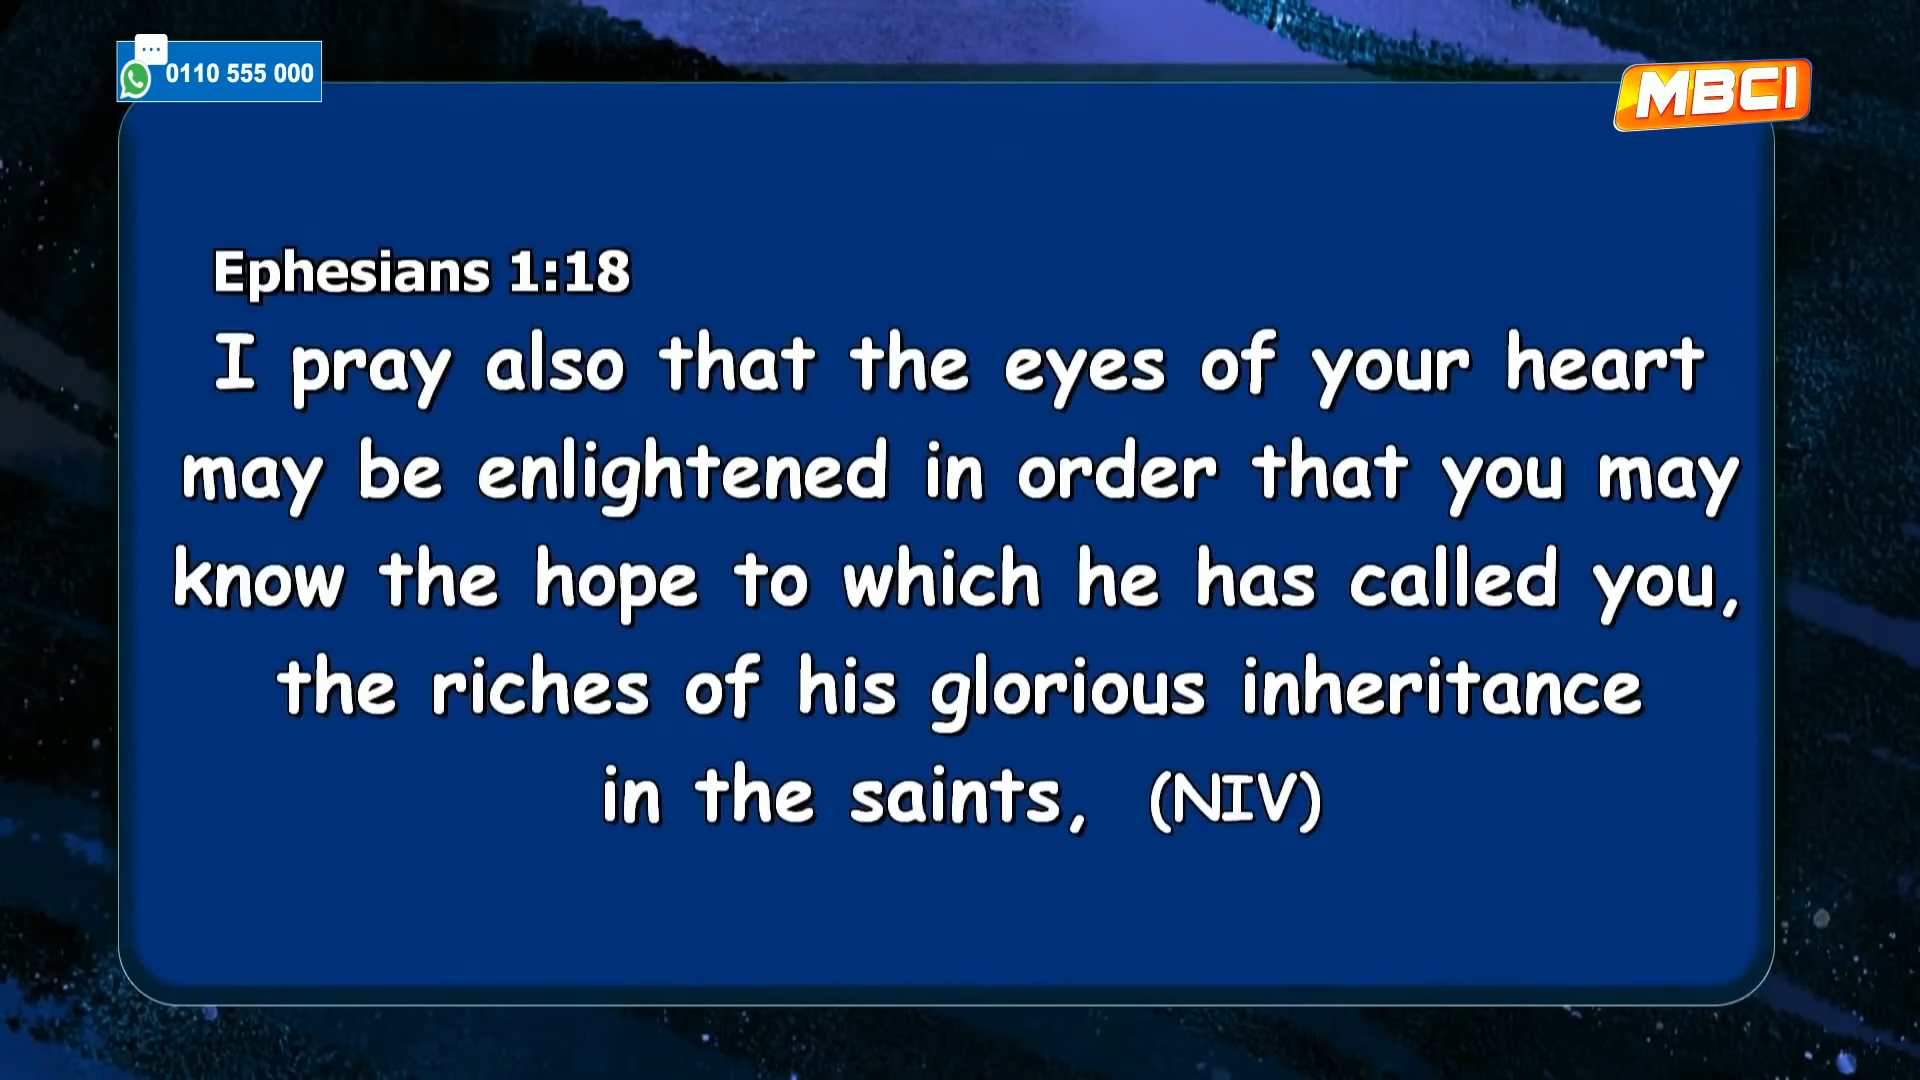 0110 555 000
MBCI
Ephesians 1:18
I pray also that the eyes of your heart
may be enlightened in order that you may
know the hope to which he has called you,
the riches of his glorious inheritance
in the saints, (NIV)